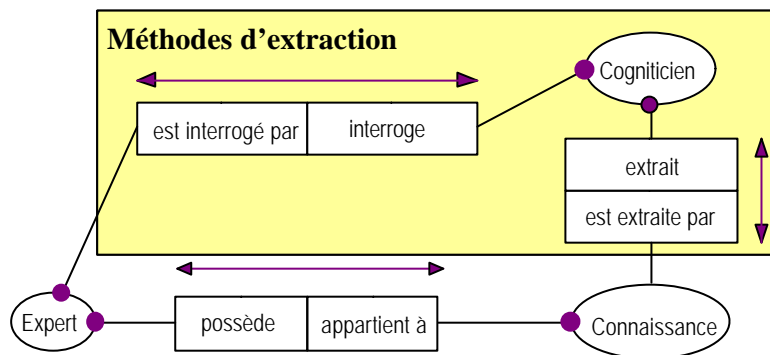 Méthodes d'extraction
Cogniticien
est interrogé par
interroge
extrait
est extraite par
Expert
possède
appartient à
Connaissance